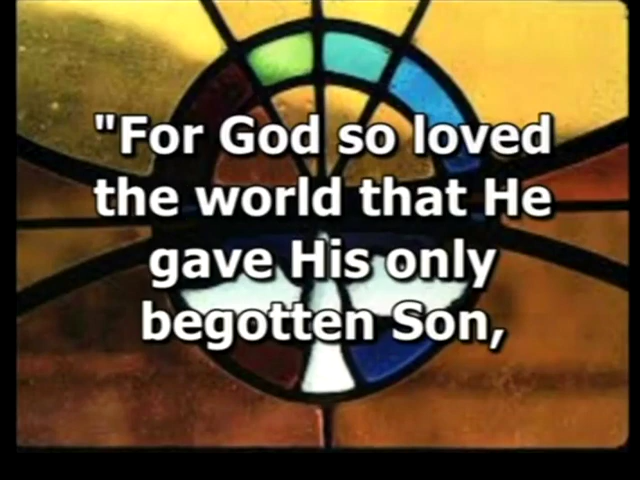 "For God so loved
the world that He
gave His only
begotten Son,